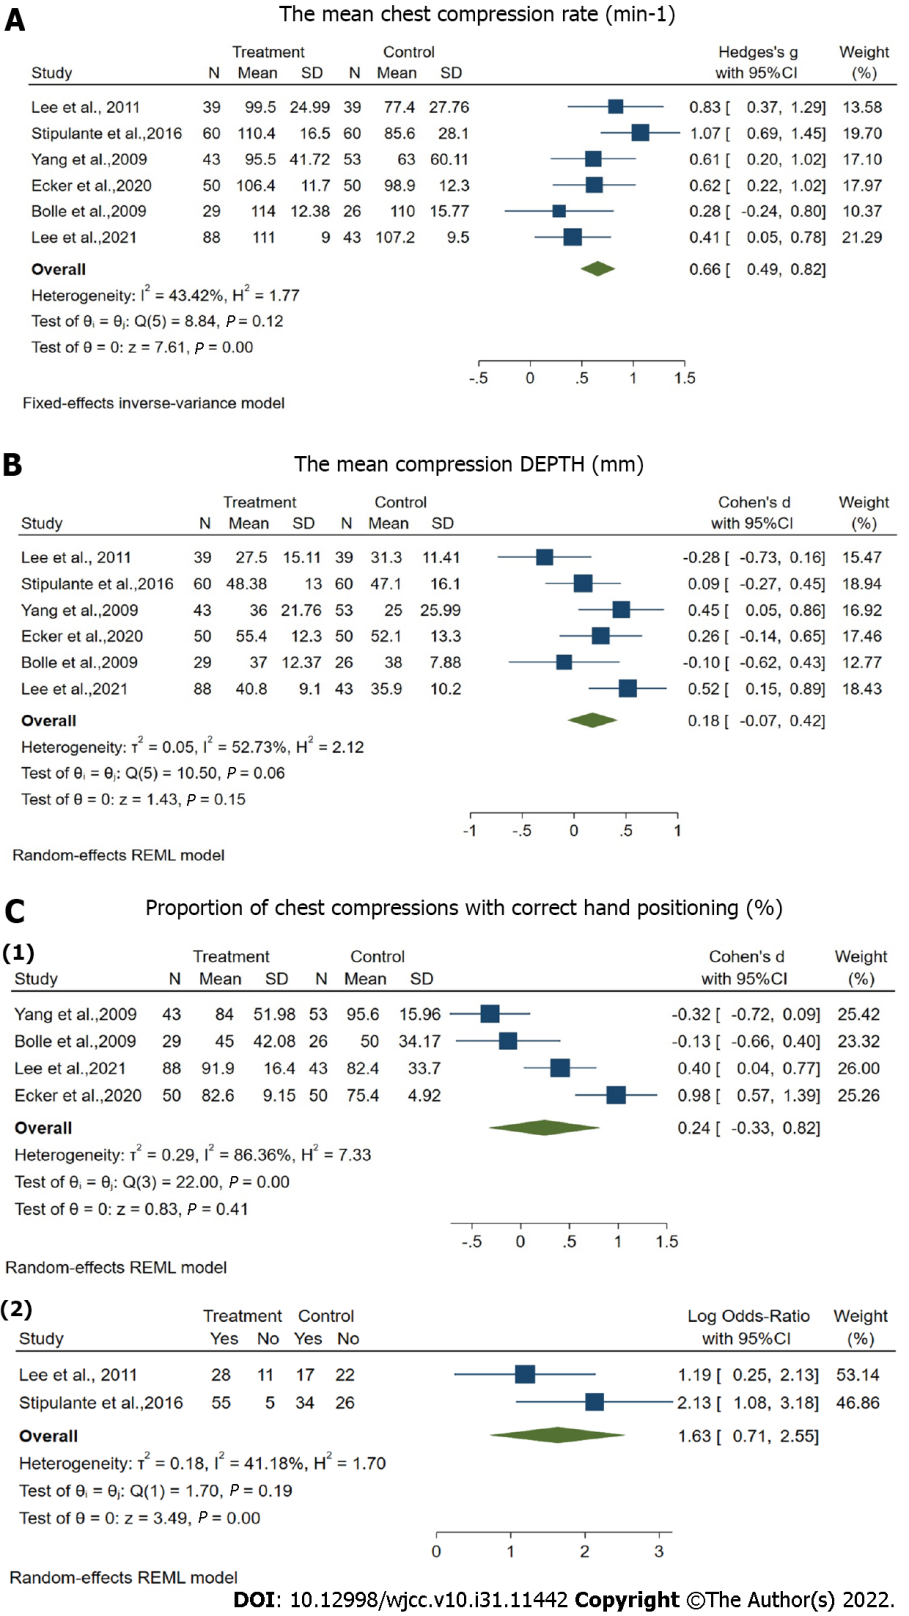 A
The mean chest compression rate (min-1)
Treatment Control Hedges's g Weight
Study N Mean SD N Mean SD with 95%CI (%)
Lee et al., 2011 39 99.5 24.99 39 77.4 27.76 0.83 [ 0.37, 1.29] 13.58
Stipulante et al.,2016 60 110.4 16.5 60 85.6 28.1 1.07 [ 0.69, 1.45] 19.70
Yang et al.,2009 43 95.5 41.72 53 63 60.11 0.61 [ 0.20, 1.02] 17.10
Ecker et al.,2020 50 106.4 11.7 50 98.9 12.3 0.62 [ 0.22, 1.02] 17.97
Bolle et al.,2009 29 114 12.38 26 110 15.77 0.28 [ -0.24, 0.80] 10.37
Lee et al.,2021 88 111 9 43 107.2 9.5 0.41 [ 0.05, 0.78] 21.29
Overall 0.66 [ 0.49, 0.82]
Heterogeneity: I² = 43.42%, H² = 1.77
Test of θᵢ = θⱼ: Q(5) = 8.84, P = 0.12
Test of θ = 0: z = 7.61, P = 0.00
-.5 0 .5 1 1.5
Fixed-effects inverse-variance model
B
The mean compression DEPTH (mm)
Treatment Control Cohen's d Weight
Study N Mean SD N Mean SD with 95%CI (%)
Lee et al., 2011 39 27.5 15.11 39 31.3 11.41 -0.28 [ -0.73, 0.16] 15.47
Stipulante et al.,2016 60 48.38 13 60 47.1 16.1 0.09 [ -0.27, 0.45] 18.94
Yang et al.,2009 43 36 21.76 53 25 25.99 0.45 [ 0.05, 0.86] 16.92
Ecker et al.,2020 50 55.4 12.3 50 52.1 13.3 0.26 [ -0.14, 0.65] 17.46
Bolle et al.,2009 29 37 12.37 26 38 7.88 -0.10 [ -0.62, 0.43] 12.77
Lee et al.,2021 88 40.8 9.1 43 35.9 10.2 0.52 [ 0.15, 0.89] 18.43
Overall 0.18 [ -0.07, 0.42]
Heterogeneity: τ² = 0.05, I² = 52.73%, H² = 2.12
Test of θᵢ = θⱼ: Q(5) = 10.50, P = 0.06
Test of θ = 0: z = 1.43, P = 0.15
-1 -.5 0 .5 1
Random-effects REML model
C
Proportion of chest compressions with correct hand positioning (%)
(1)
Treatment Control Cohen's d Weight
Study N Mean SD N Mean SD with 95%CI (%)
Yang et al.,2009 43 84 51.98 53 95.6 15.96 -0.32 [ -0.72, 0.09] 25.42
Bolle et al.,2009 29 45 42.08 26 50 34.17 -0.13 [ -0.66, 0.40] 23.32
Lee et al.,2021 88 91.9 16.4 43 82.4 33.7 0.40 [ 0.04, 0.77] 26.00
Ecker et al.,2020 50 82.6 9.15 50 75.4 4.92 0.98 [ 0.57, 1.39] 25.26
Overall 0.24 [ -0.33, 0.82]
Heterogeneity: τ² = 0.29, I² = 86.36%, H² = 7.33
Test of θᵢ = θⱼ: Q(3) = 22.00, P = 0.00
Test of θ = 0: z = 0.83, P = 0.41
-.5 0 .5 1 1.5
Random-effects REML model
(2)
Treatment Control Log Odds-Ratio Weight
Study Yes No Yes No with 95%CI (%)
Lee et al., 2011 28 11 17 22 1.19 [ 0.25, 2.13] 53.14
Stipulante et al.,2016 55 5 34 26 2.13 [ 1.08, 3.18] 46.86
Overall 1.63 [ 0.71, 2.55]
Heterogeneity: τ² = 0.18, I² = 41.18%, H² = 1.70
Test of θᵢ = θⱼ: Q(1) = 1.70, P = 0.19
Test of θ = 0: z = 3.49, P = 0.00
0 1 2 3
Random-effects REML model
DOI: 10.12998/wjcc.v10.i31.11442 Copyright ©The Author(s) 2022.